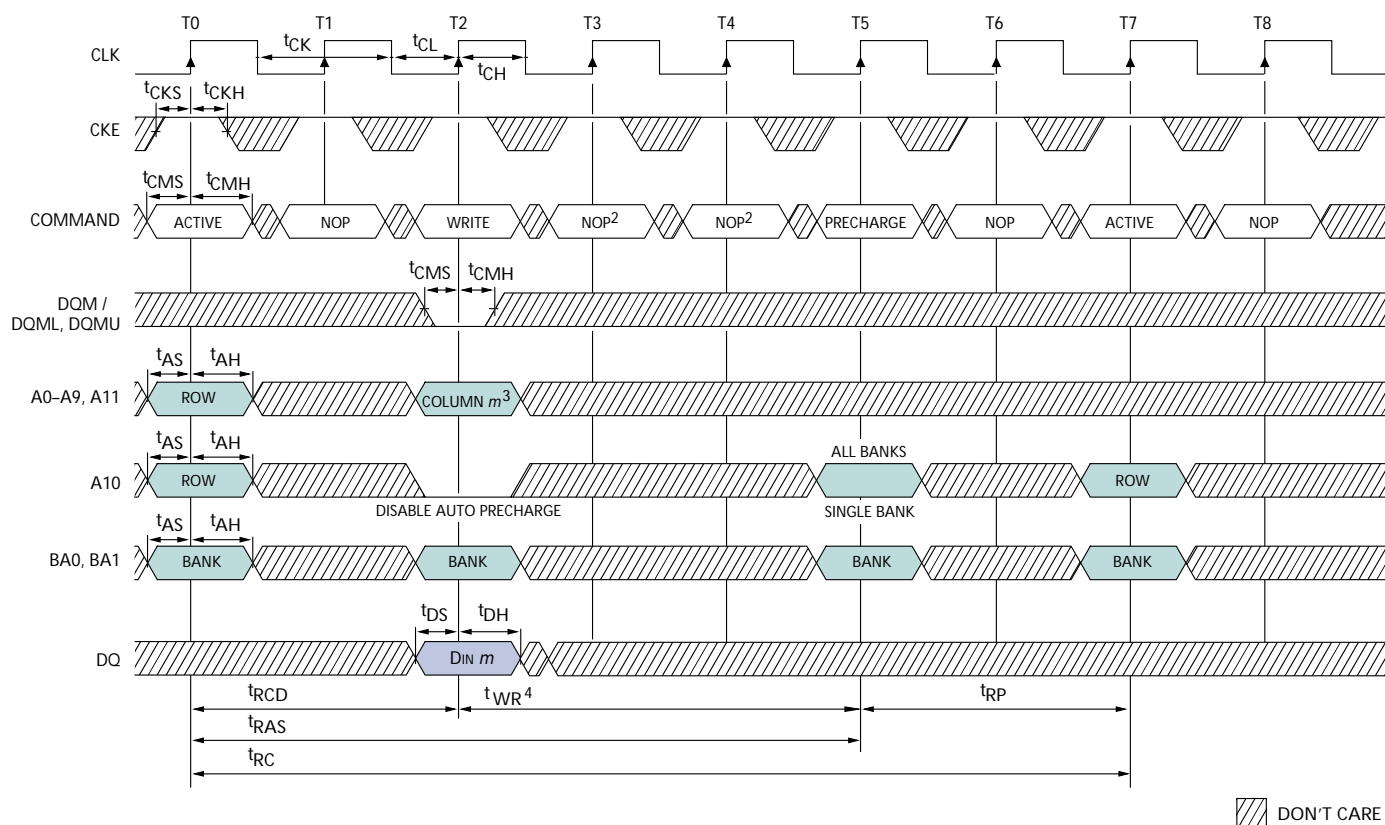 T0 T1 T2 T3 T4 T5 T6 T7 T8
CLK
tCK tCL
tCH
tCKS tCKH
CKE
tCMS tCMH
COMMAND ACTIVE NOP WRITE NOP2 NOP2 PRECHARGE NOP ACTIVE NOP
tCMS tCMH
DQM /
DQML, DQMU
tAS tAH
A0–A9, A11 ROW COLUMN m3
tAS tAH ALL BANKS
A10 ROW ROW
DISABLE AUTO PRECHARGE SINGLE BANK
tAS tAH
BA0, BA1 BANK BANK BANK BANK
tDS tDH
DQ DIN m
tRCD tWR4 tRP
tRAS
tRC
DON'T CARE